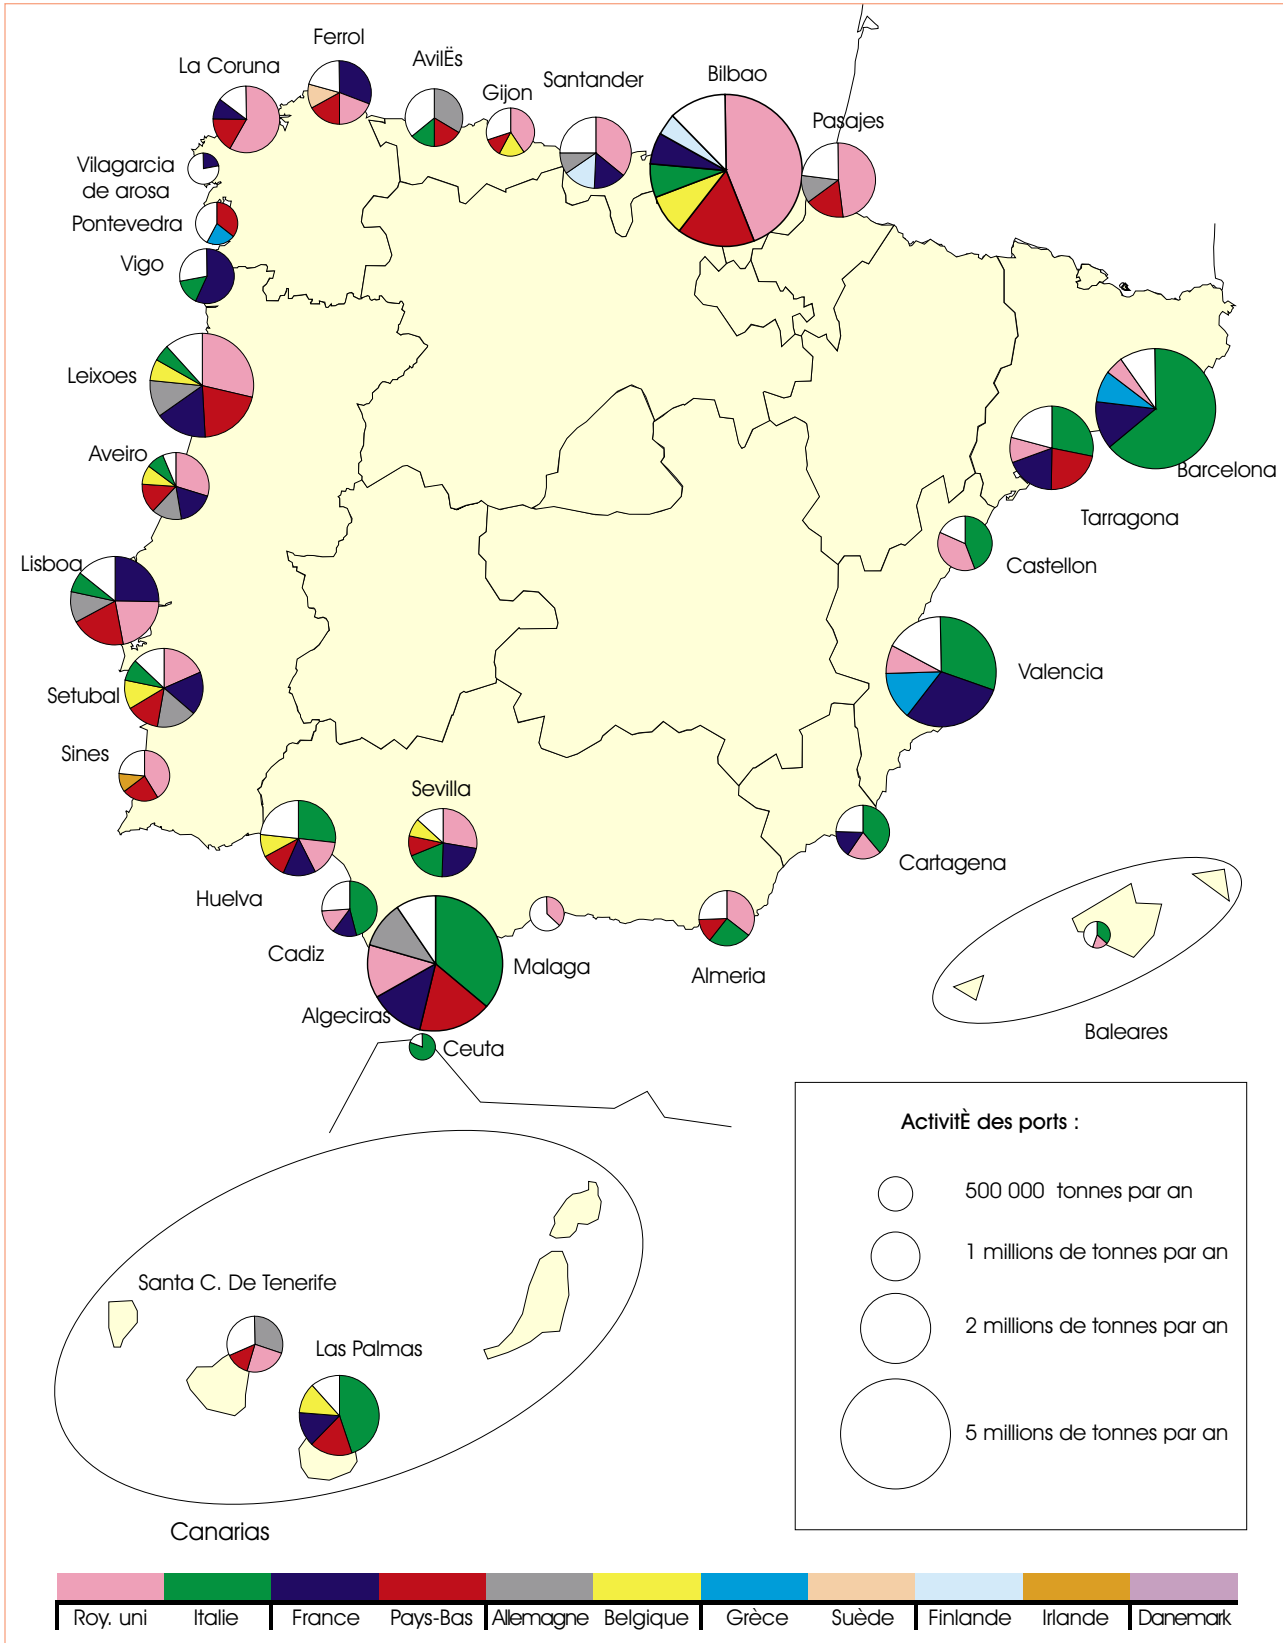 Ferrol
La Coruna
AvilËs
Gijon
Santander
Bilbao
Pasajes
Vilagarcia
de arosa
Pontevedra
Vigo
Leixoes
Aveiro
Lisboa
Setubal
Sines
Barcelona
Tarragona
Castellon
Valencia
Sevilla
Huelva
Cadiz
Algeciras
Malaga
Almeria
Cartagena
Ceuta
Baleares
ActivitÈ des ports :
500 000 tonnes par an
1 millions de tonnes par an
2 millions de tonnes par an
5 millions de tonnes par an
Santa C. De Tenerife
Las Palmas
Canarias
Roy. uni Italie France Pays-Bas Allemagne Belgique Grèce Suède Finlande Irlande Danemark